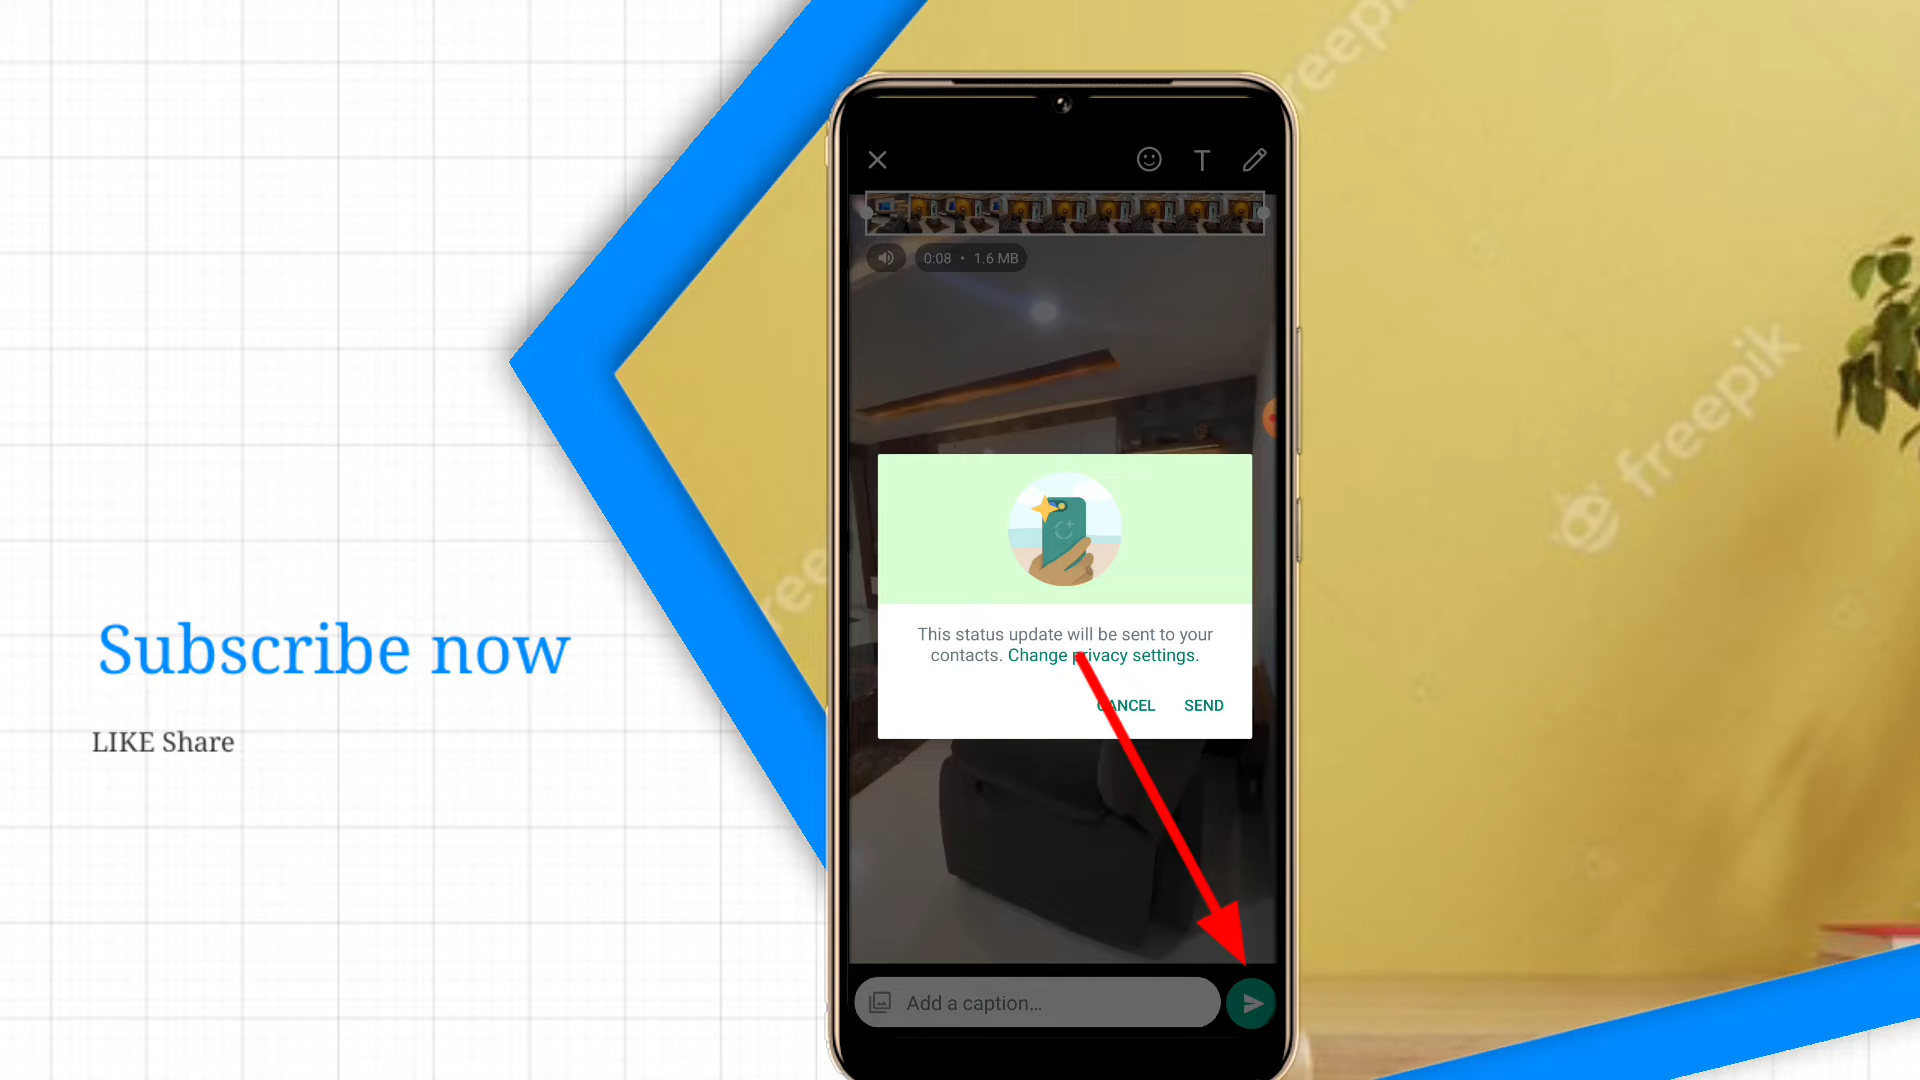 freepik
0:08 • 1.6 MB
freepik
free
This status update will be sent to your
contacts. Change privacy settings.
CANCEL SEND
Subscribe now
LIKE Share
Add a caption...